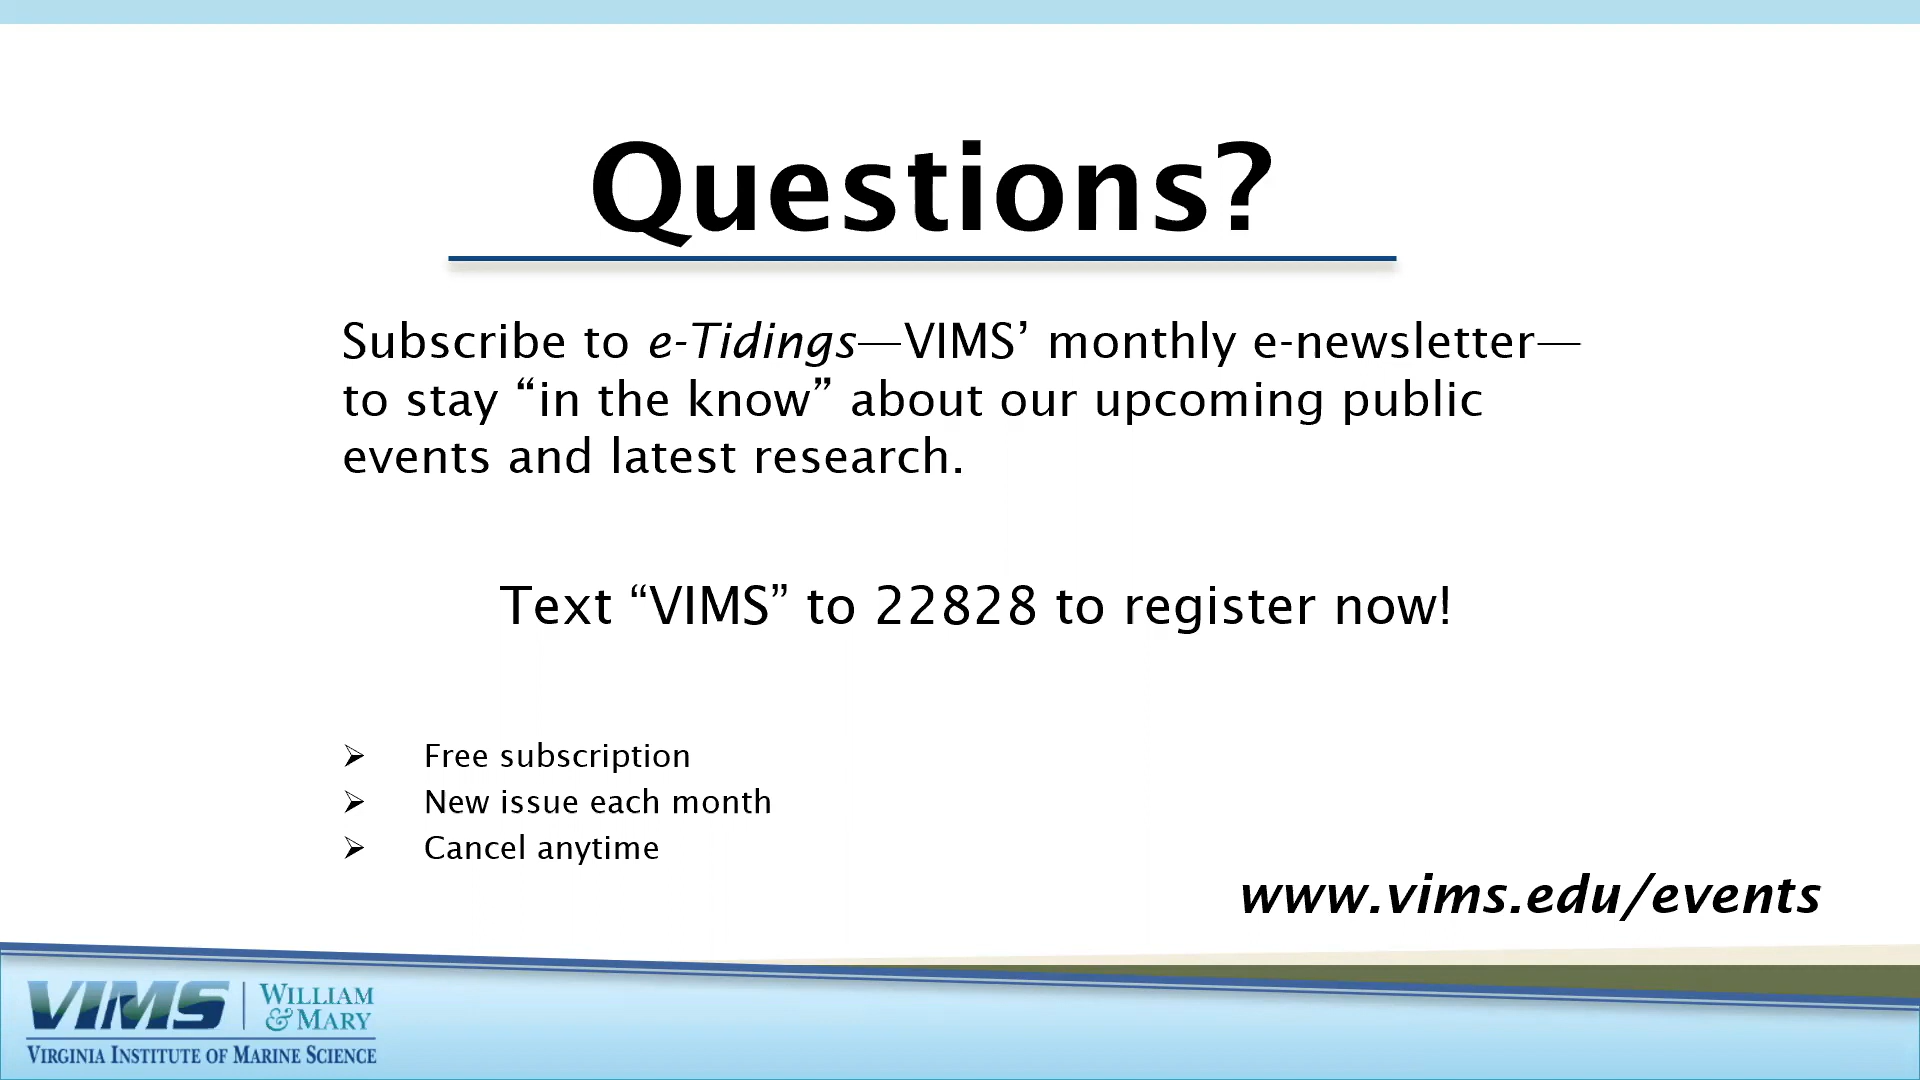 Questions?
Subscribe to e-Tidings—VIMS’ monthly e-newsletter—
to stay “in the know” about our upcoming public
events and latest research.
Text “VIMS” to 22828 to register now!
➢ Free subscription
➢ New issue each month
➢ Cancel anytime
www.vims.edu/events
VIMS | WILLIAM
& MARY
VIRGINIA INSTITUTE OF MARINE SCIENCE